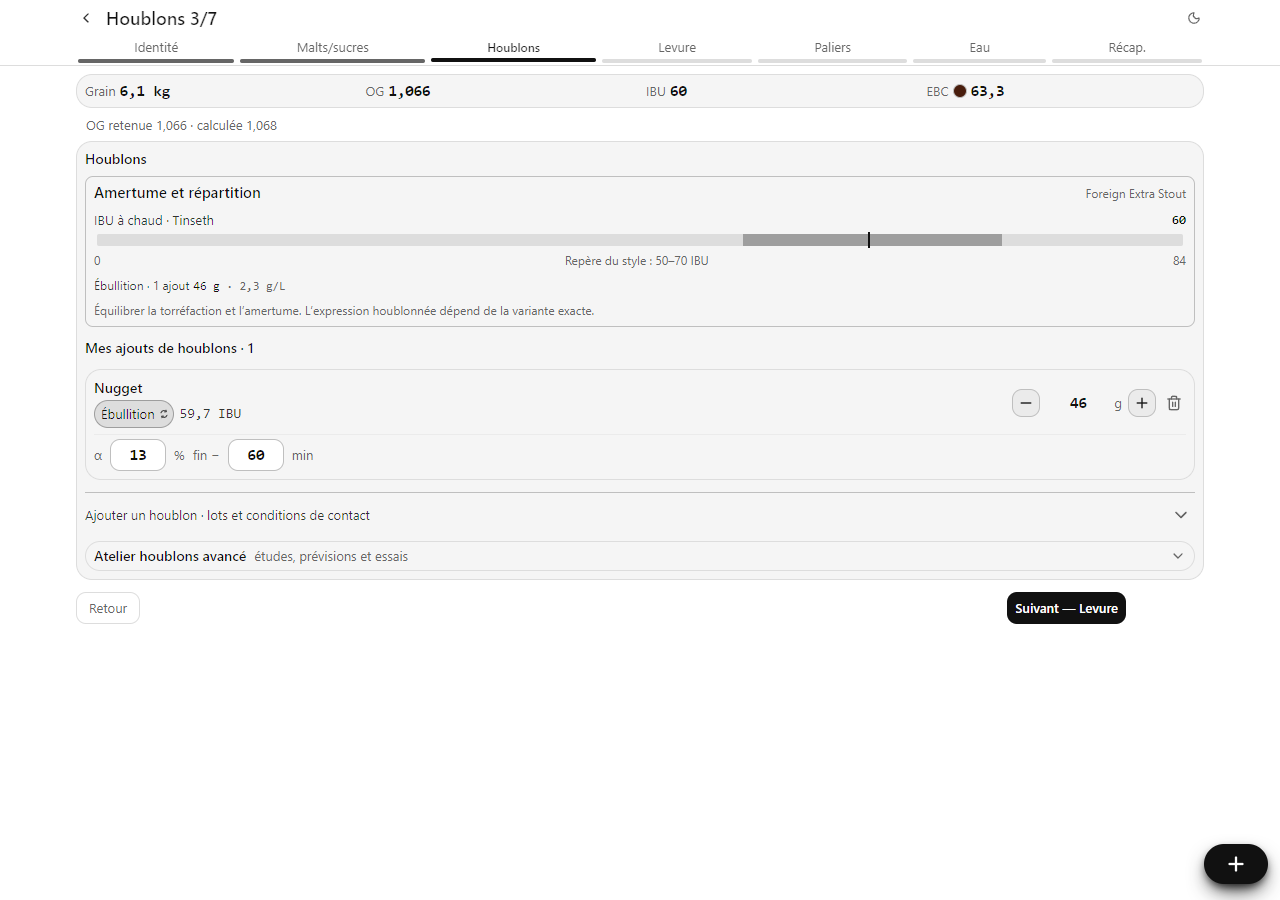 Houblons 3/7
Identité Malts/sucres Houblons Levure Paliers Eau Récap.
Grain 6,1 kg OG 1,066 IBU 60 EBC 63,3
OG retenue 1,066 · calculée 1,068
Houblons
Amertume et répartition Foreign Extra Stout
IBU à chaud · Tinseth 60
0 Repère du style : 50–70 IBU 84
Ébullition · 1 ajout 46 g · 2,3 g/L
Équilibrer la torréfaction et l’amertume. L’expression houblonnée dépend de la variante exacte.
Mes ajouts de houblons · 1
Nugget
Ébullition 59,7 IBU − 46 g +
α 13 % fin − 60 min
Ajouter un houblon · lots et conditions de contact
Atelier houblons avancé études, prévisions et essais
Retour Suivant — Levure
+